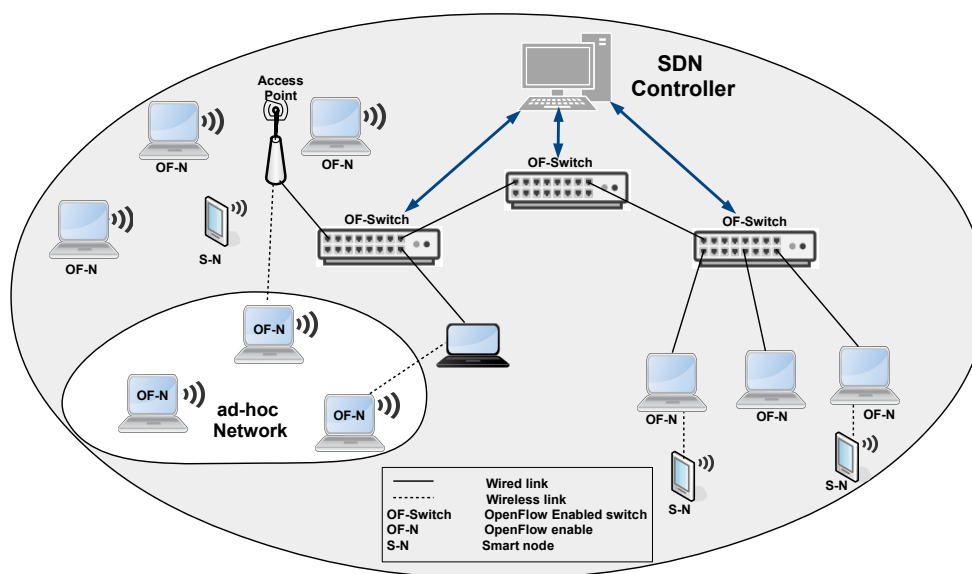 SDN
Controller
Access
Point
OF-N
OF-N
OF-Switch
OF-Switch
OF-Switch
OF-N
S-N
OF-N
OF-N
OF-N
ad-hoc
Network
OF-N
OF-N
OF-N
S-N
S-N
Wired link
Wireless link
OF-Switch OpenFlow Enabled switch
OF-N OpenFlow enable
S-N Smart node